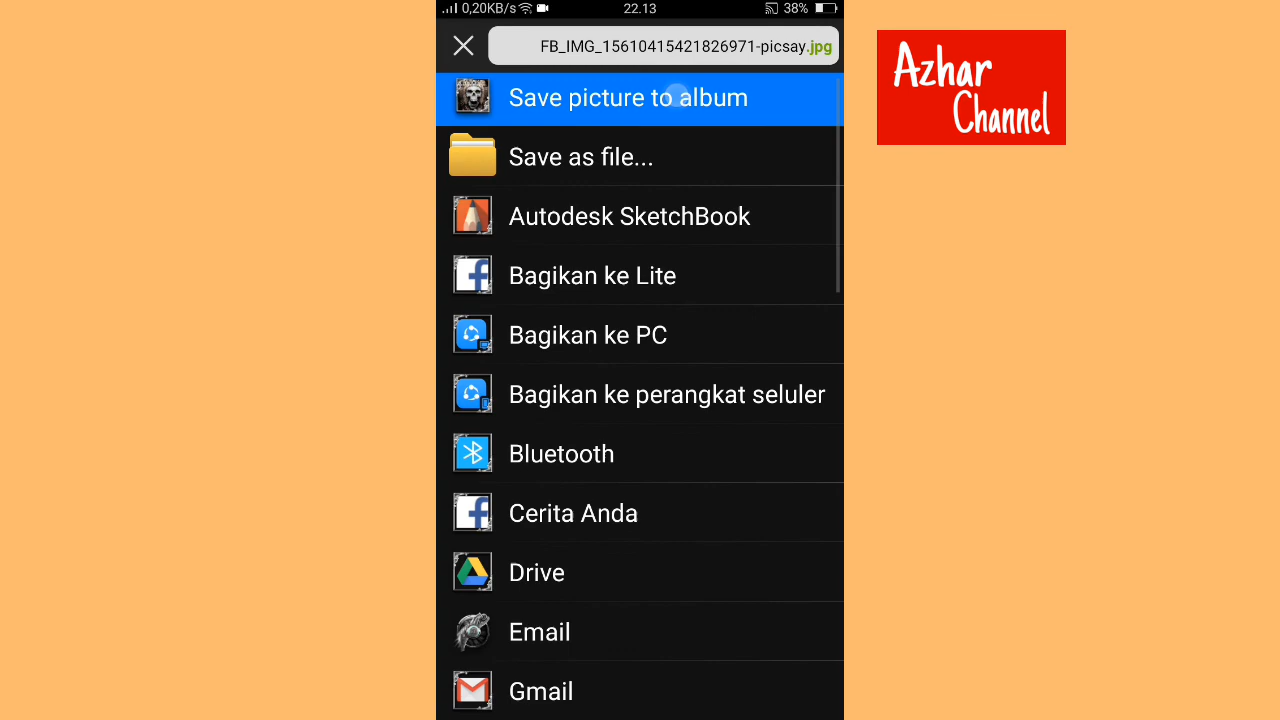 0,20KB/s 22.13 38%
FB_IMG_15610415421826971-picsay.jpg
Azhar
Channel
Save picture to album
Save as file...
Autodesk SketchBook
Bagikan ke Lite
Bagikan ke PC
Bagikan ke perangkat seluler
Bluetooth
Cerita Anda
Drive
Email
Gmail